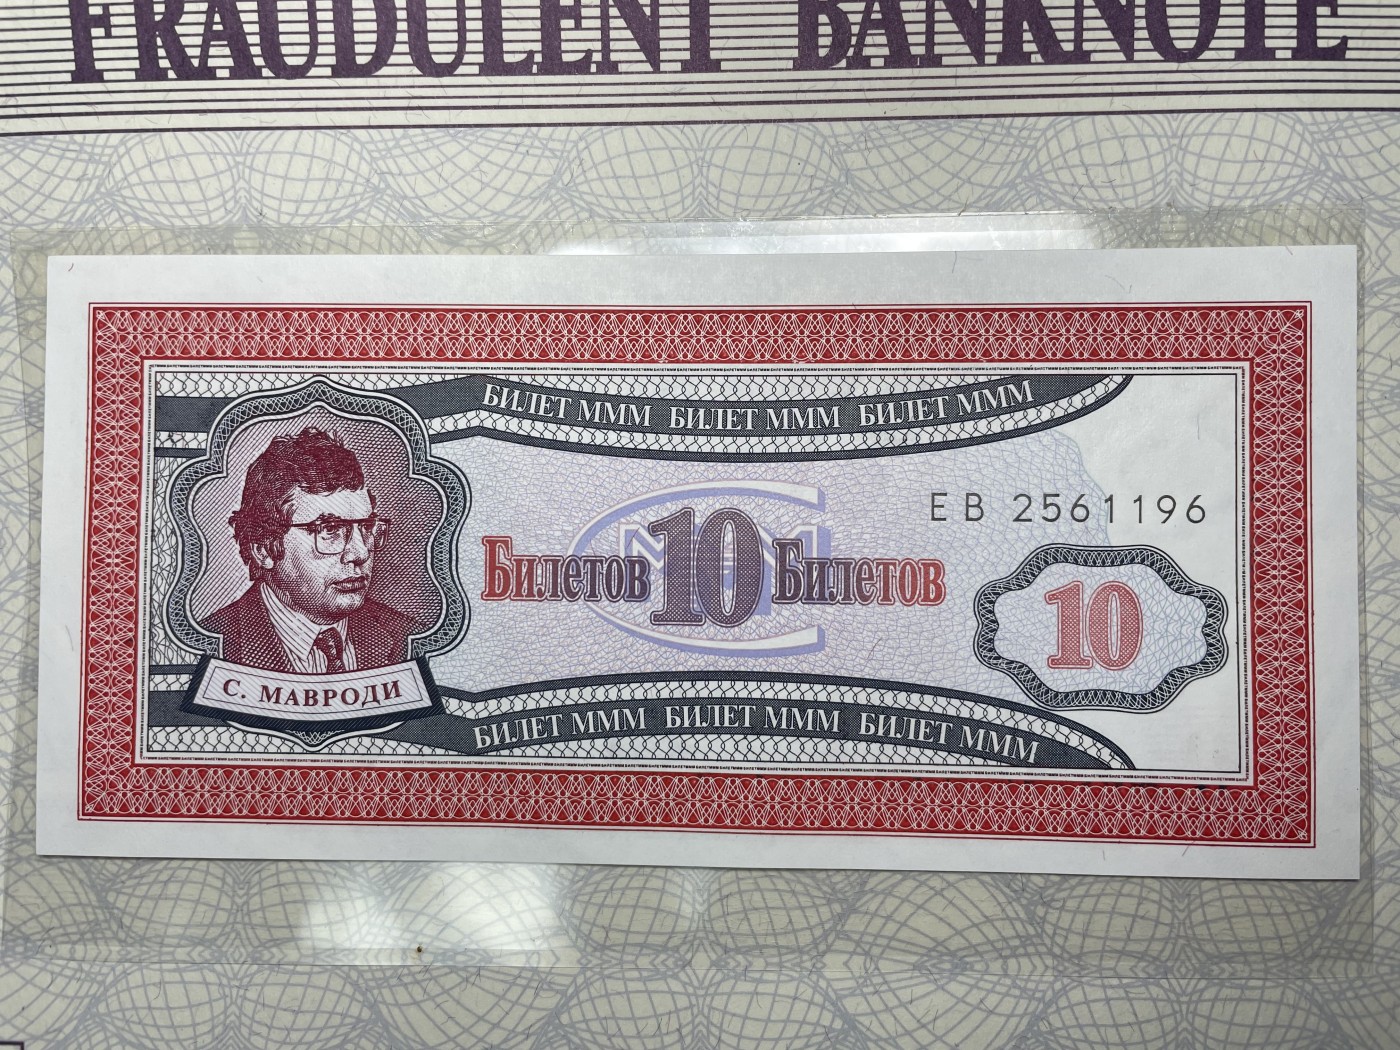 FRAUDULENT BANKNOTE
БИЛЕТ МММ БИЛЕТ МММ БИЛЕТ МММ
ЕВ 2561196
Билетов 10 Билетов
10
С. МАВРОДИ
БИЛЕТ МММ БИЛЕТ МММ БИЛЕТ МММ